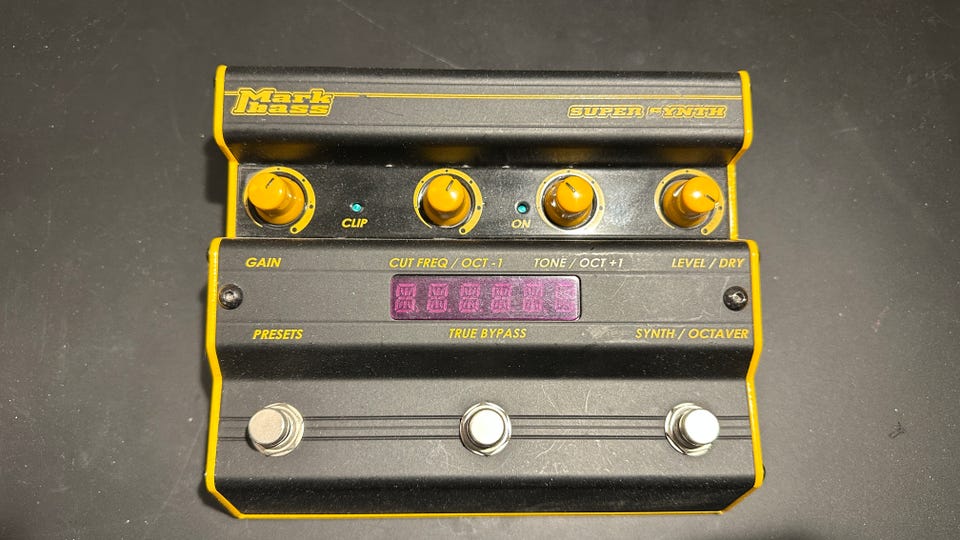 Mark
bass
SUPER SYNTH
CLIP
ON
GAIN
CUT FREQ / OCT -1
TONE / OCT +1
LEVEL / DRY
PRESETS
TRUE BYPASS
SYNTH / OCTAVER